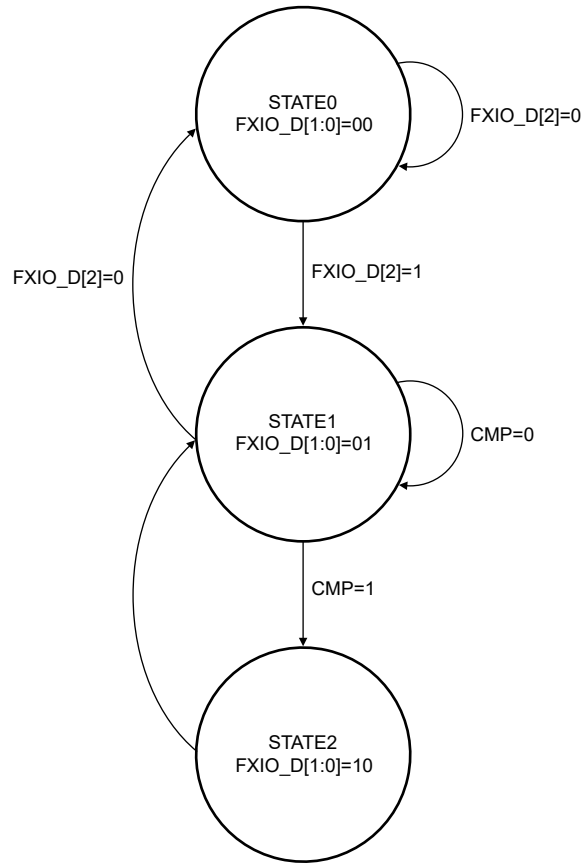 STATE0
FXIO_D[1:0]=00
FXIO_D[2]=0
FXIO_D[2]=0
FXIO_D[2]=1
STATE1
FXIO_D[1:0]=01
CMP=0
CMP=1
STATE2
FXIO_D[1:0]=10